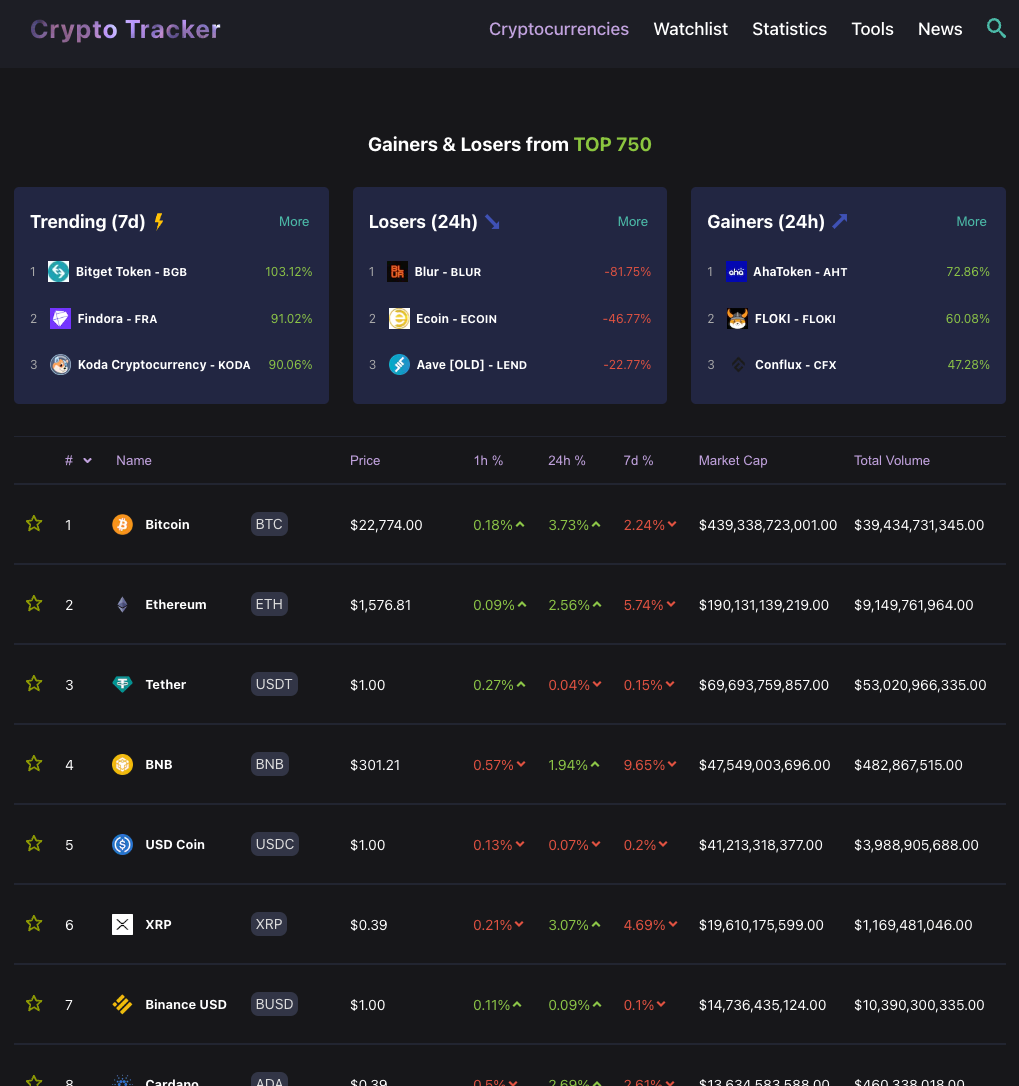 Crypto Tracker
Cryptocurrencies Watchlist Statistics Tools News
Gainers & Losers from TOP 750
Trending (7d) More
1 Bitget Token - BGB 103.12%
2 Findora - FRA 91.02%
3 Koda Cryptocurrency - KODA 90.06%
Losers (24h) More
1 Blur - BLUR -81.75%
2 Ecoin - ECOIN -46.77%
3 Aave [OLD] - LEND -22.77%
Gainers (24h) More
1 AhaToken - AHT 72.86%
2 FLOKI - FLOKI 60.08%
3 Conflux - CFX 47.28%
# Name Price 1h % 24h % 7d % Market Cap Total Volume
1 Bitcoin BTC $22,774.00 0.18% 3.73% 2.24% $439,338,723,001.00 $39,434,731,345.00
2 Ethereum ETH $1,576.81 0.09% 2.56% 5.74% $190,131,139,219.00 $9,149,761,964.00
3 Tether USDT $1.00 0.27% 0.04% 0.15% $69,693,759,857.00 $53,020,966,335.00
4 BNB BNB $301.21 0.57% 1.94% 9.65% $47,549,003,696.00 $482,867,515.00
5 USD Coin USDC $1.00 0.13% 0.07% 0.2% $41,213,318,377.00 $3,988,905,688.00
6 XRP XRP $0.39 0.21% 3.07% 4.69% $19,610,175,599.00 $1,169,481,046.00
7 Binance USD BUSD $1.00 0.11% 0.09% 0.1% $14,736,435,124.00 $10,390,300,335.00
8 Cardano ADA $0.39 0.5% 2.69% 2.61% $13,634,583,588.00 $460,338,018.00